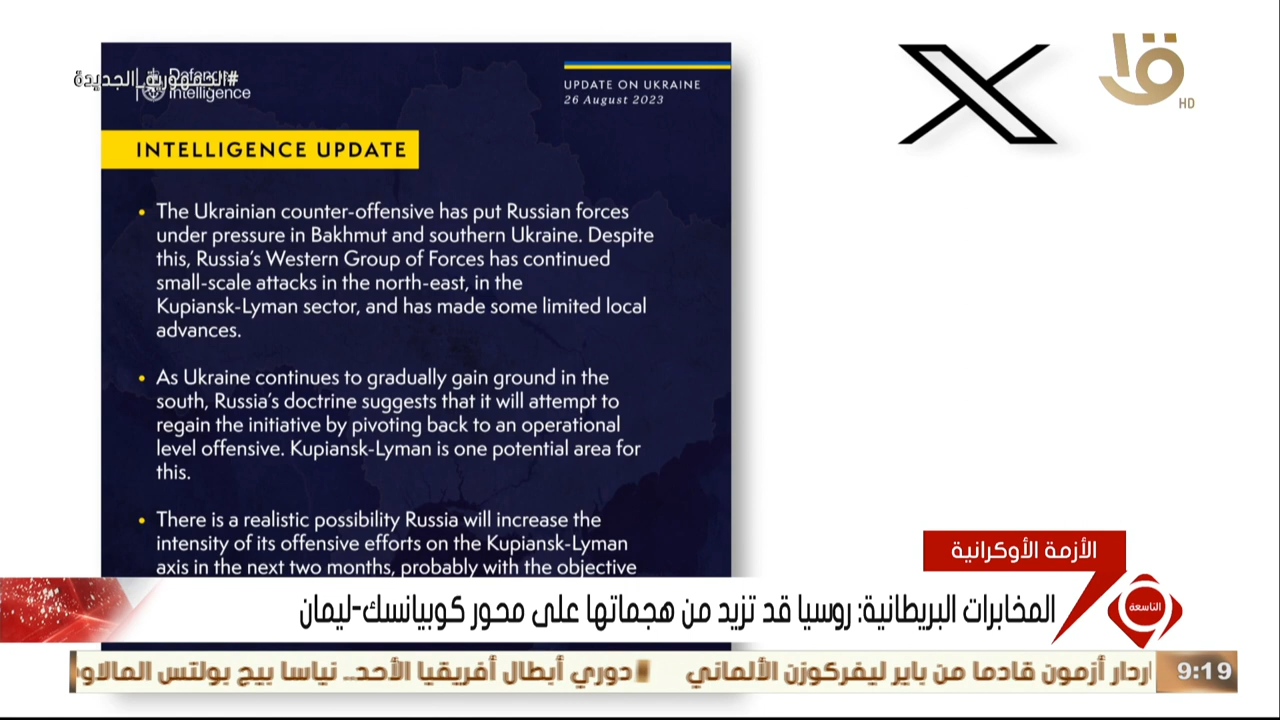 #الجمهورية_الجديدة
Defence
Intelligence
UPDATE ON UKRAINE
26 August 2023
HD
INTELLIGENCE UPDATE
• The Ukrainian counter-offensive has put Russian forces
under pressure in Bakhmut and southern Ukraine. Despite
this, Russia's Western Group of Forces has continued
small-scale attacks in the north-east, in the
Kupiansk-Lyman sector, and has made some limited local
advances.
• As Ukraine continues to gradually gain ground in the
south, Russia's doctrine suggests that it will attempt to
regain the initiative by pivoting back to an operational
level offensive. Kupiansk-Lyman is one potential area for
this.
• There is a realistic possibility Russia will increase the
intensity of its offensive efforts on the Kupiansk-Lyman
axis in the next two months, probably with the objective
الأزمة الأوكرانية
المخابرات البريطانية: روسيا قد تزيد من هجماتها على محور كوبيانسك-ليمان
التاسعة
9:19
اردار أزمون قادما من باير ليفركوزن الألماني
دوري أبطال أفريقيا الأحد.. نياسا بيج بولتس المالاو